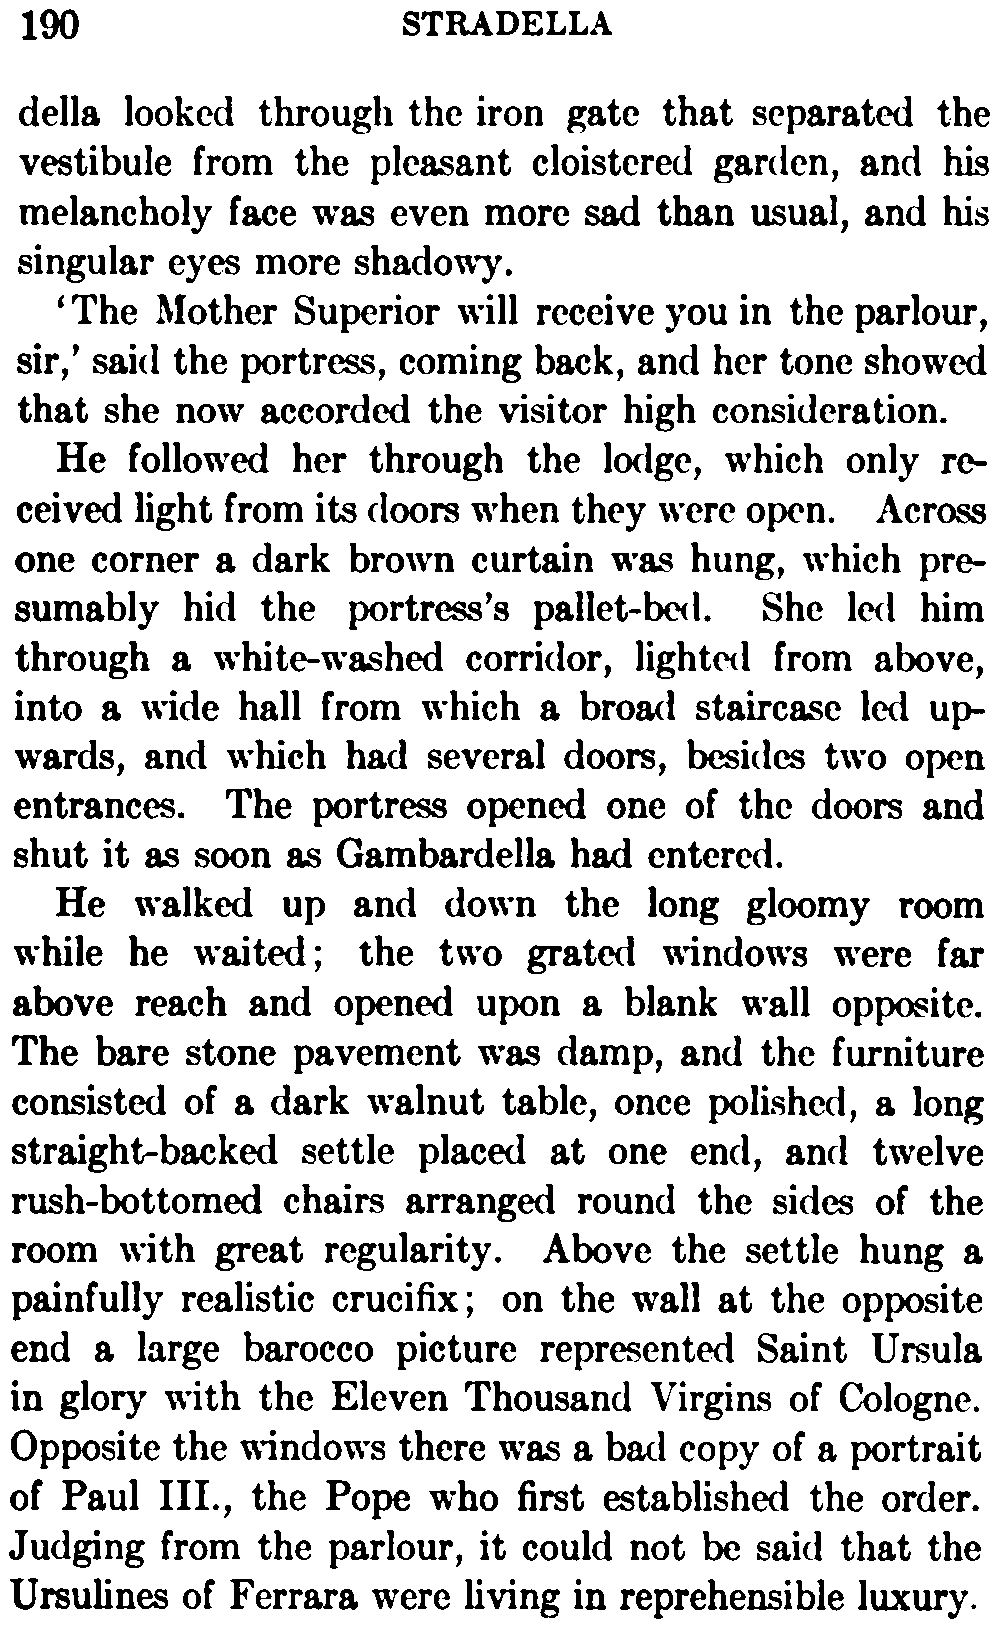 190 STRADELLA
della looked through the iron gate that separated the
vestibule from the pleasant cloistered garden, and his
melancholy face was even more sad than usual, and his
singular eyes more shadowy.
'The Mother Superior will receive you in the parlour,
sir,' said the portress, coming back, and her tone showed
that she now accorded the visitor high consideration.
He followed her through the lodge, which only re-
ceived light from its doors when they were open. Across
one corner a dark brown curtain was hung, which pre-
sumably hid the portress's pallet-bed. She led him
through a white-washed corridor, lighted from above,
into a wide hall from which a broad staircase led up-
wards, and which had several doors, besides two open
entrances. The portress opened one of the doors and
shut it as soon as Gambardella had entered.
He walked up and down the long gloomy room
while he waited; the two grated windows were far
above reach and opened upon a blank wall opposite.
The bare stone pavement was damp, and the furniture
consisted of a dark walnut table, once polished, a long
straight-backed settle placed at one end, and twelve
rush-bottomed chairs arranged round the sides of the
room with great regularity. Above the settle hung a
painfully realistic crucifix; on the wall at the opposite
end a large barocco picture represented Saint Ursula
in glory with the Eleven Thousand Virgins of Cologne.
Opposite the windows there was a bad copy of a portrait
of Paul III., the Pope who first established the order.
Judging from the parlour, it could not be said that the
Ursulines of Ferrara were living in reprehensible luxury.